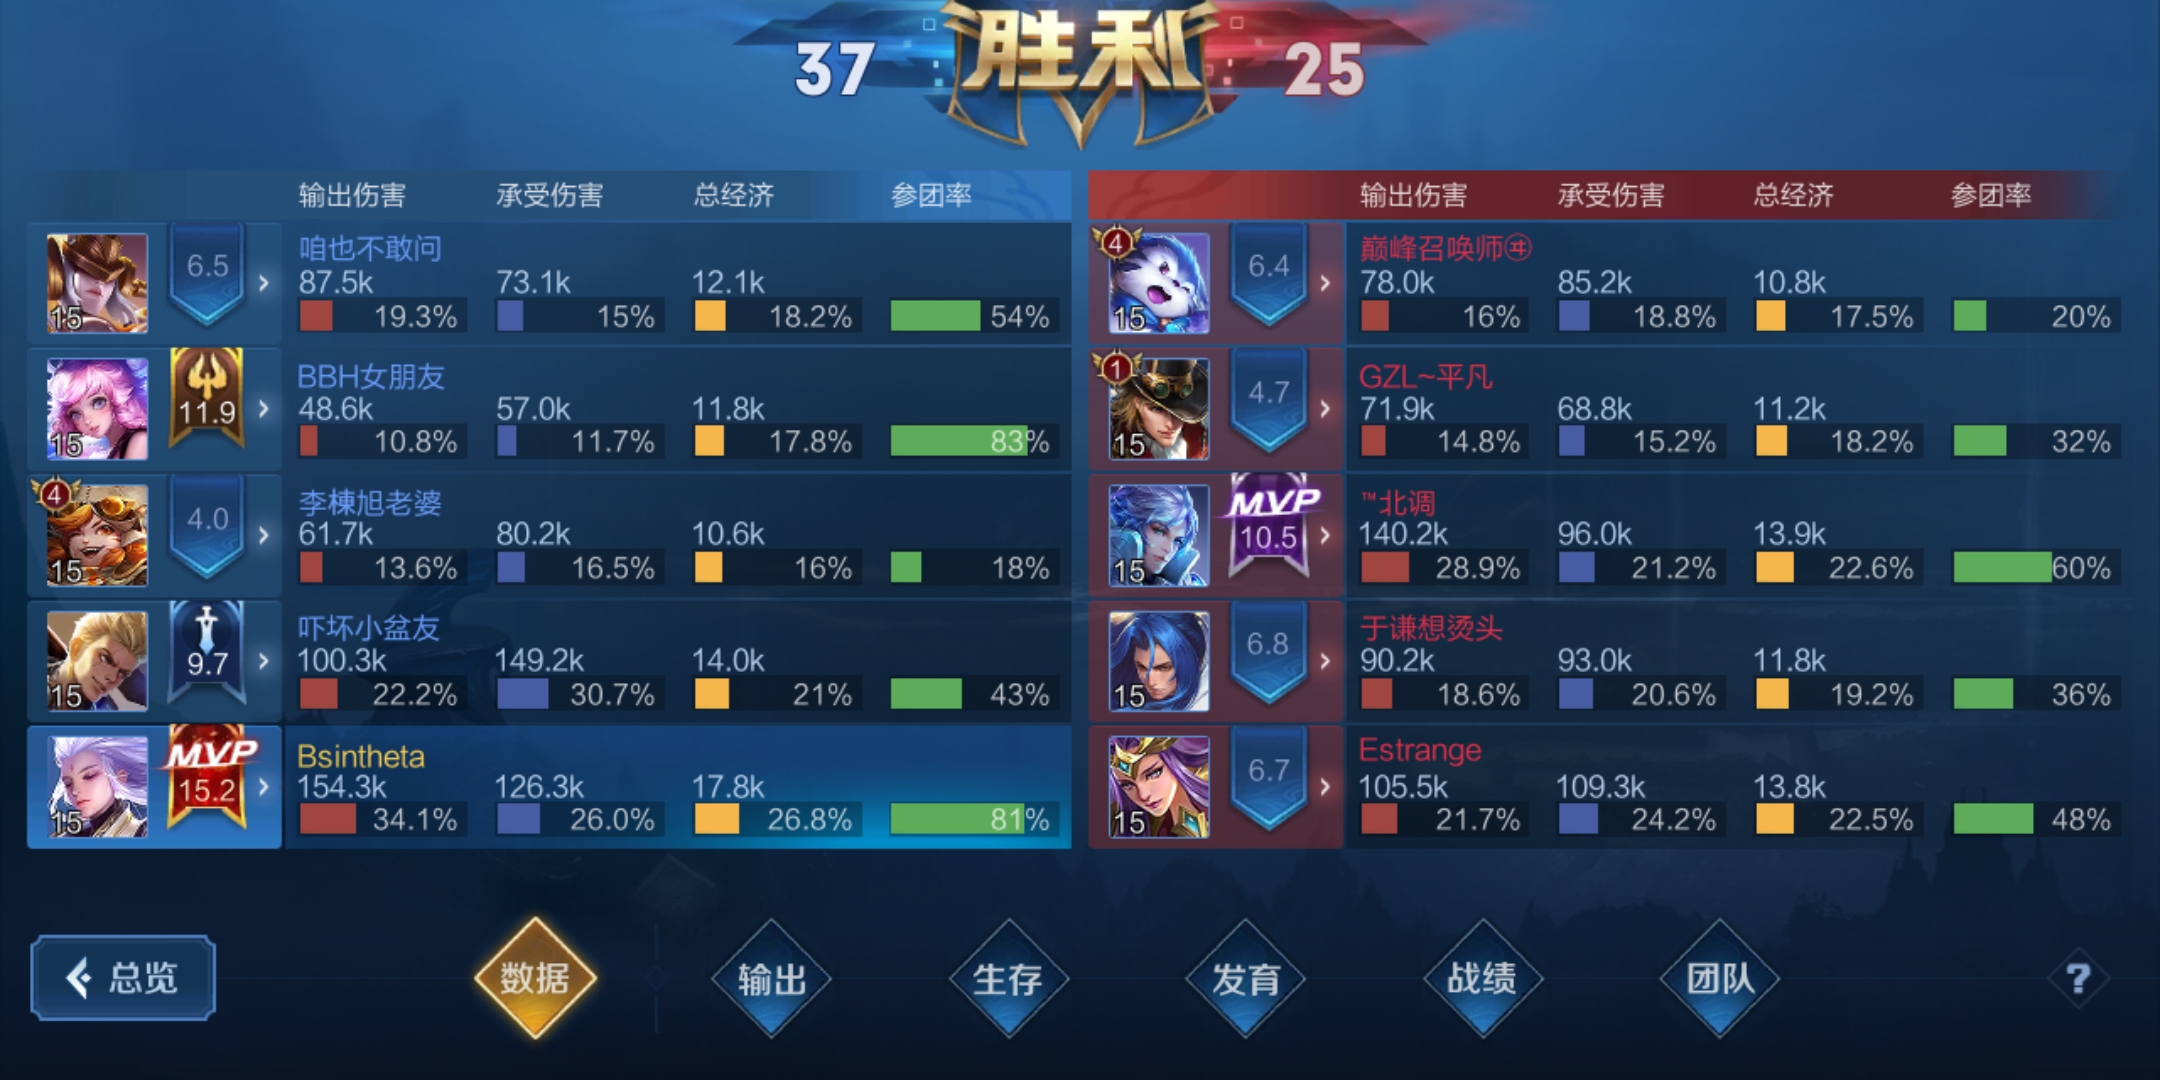 37 胜利 25
输出伤害 承受伤害 总经济 参团率
15 6.5 咱也不敢问
87.5k 73.1k 12.1k
19.3% 15% 18.2% 54%
15 11.9 BBH女朋友
48.6k 57.0k 11.8k
10.8% 11.7% 17.8% 83%
4 15 4.0 李棟旭老婆
61.7k 80.2k 10.6k
13.6% 16.5% 16% 18%
15 9.7 吓坏小盆友
100.3k 149.2k 14.0k
22.2% 30.7% 21% 43%
15 MVP 15.2 Bsintheta
154.3k 126.3k 17.8k
34.1% 26.0% 26.8% 81%
输出伤害 承受伤害 总经济 参团率
4 15 6.4 巅峰召唤师
78.0k 85.2k 10.8k
16% 18.8% 17.5% 20%
1 15 4.7 GZL~平凡
71.9k 68.8k 11.2k
14.8% 15.2% 18.2% 32%
15 MVP 10.5 ™北调
140.2k 96.0k 13.9k
28.9% 21.2% 22.6% 60%
15 6.8 于谦想烫头
90.2k 93.0k 11.8k
18.6% 20.6% 19.2% 36%
15 6.7 Estrange
105.5k 109.3k 13.8k
21.7% 24.2% 22.5% 48%
总览 数据 输出 生存 发育 战绩 团队 ?